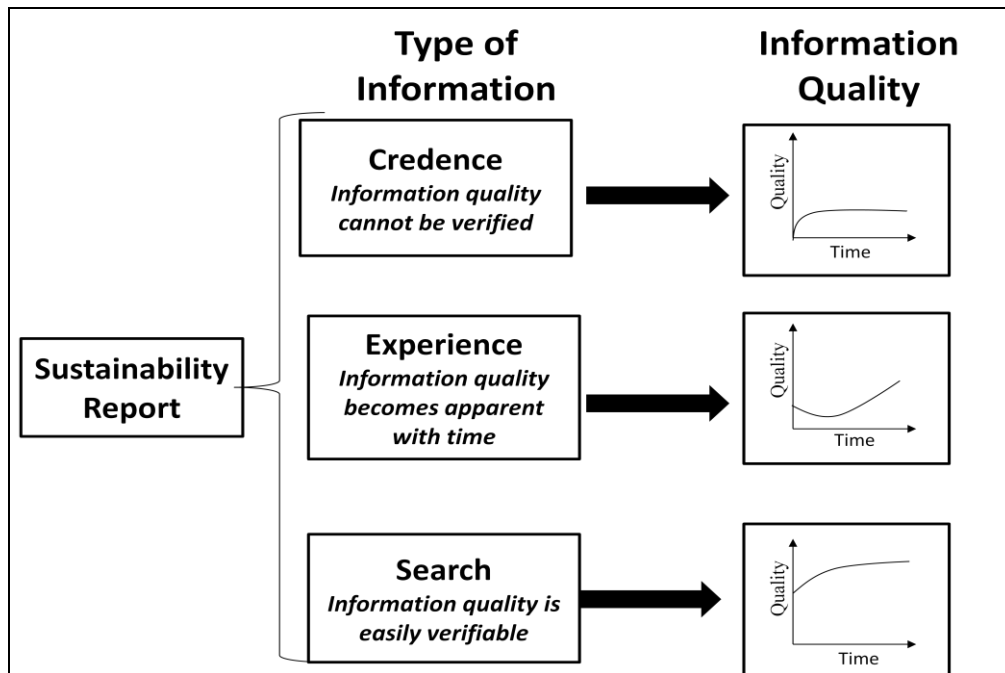 Type of
Information
Information
Quality
Credence
Information quality
cannot be verified
Quality
Time
Sustainability
Report
Experience
Information quality
becomes apparent
with time
Quality
Time
Search
Information quality is
easily verifiable
Quality
Time